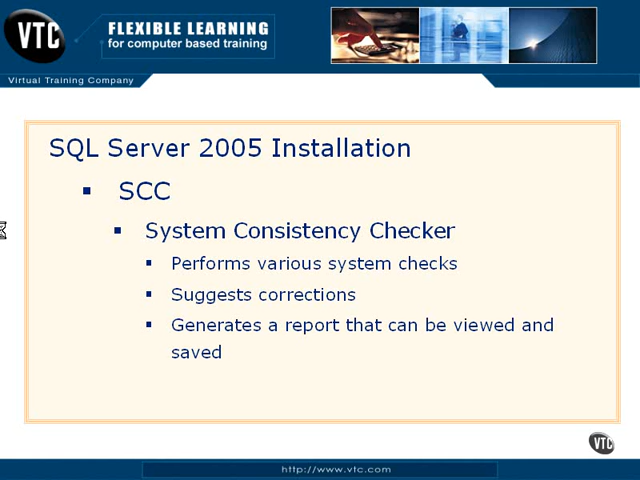 VTC
FLEXIBLE LEARNING
for computer based training
Virtual Training Company
SQL Server 2005 Installation
▪ SCC
▪ System Consistency Checker
▪ Performs various system checks
▪ Suggests corrections
▪ Generates a report that can be viewed and
saved
VTC
http://www.vtc.com